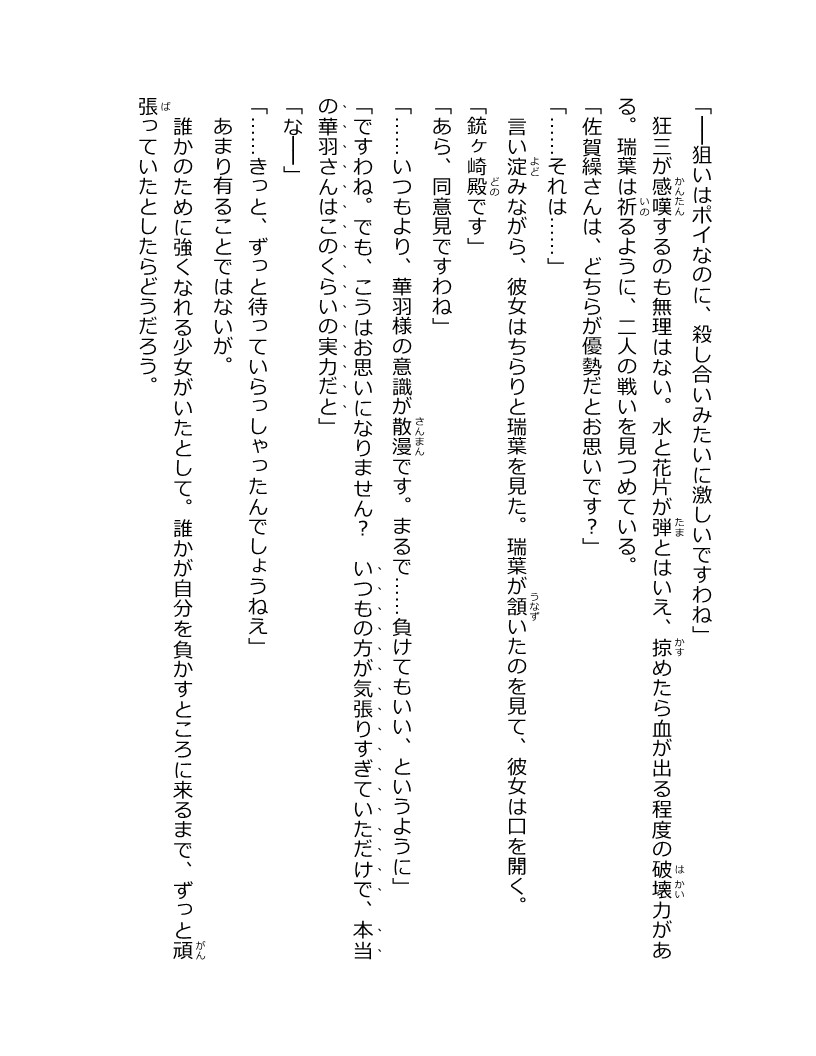 「――狙いはポイなのに、殺し合いみたいに激しいですわね」
　狂三が感嘆するのも無理はない。水と花片が弾とはいえ、掠めたら血が出る程度の破壊力があ
る。瑞葉は祈るように、二人の戦いを見つめている。
「佐賀繰さんは、どちらが優勢だとお思いです？」
「……それは……」
　言い淀みながら、彼女はちらりと瑞葉を見た。瑞葉が頷いたのを見て、彼女は口を開く。
「銃ヶ崎殿です」
「あら、同意見ですわね」
「……いつもより、華羽様の意識が散漫です。まるで……負けてもいい、というように」
「ですわね。でも、こうはお思いになりません？　いつもの方が気張りすぎていただけで、本当
の華羽さんはこのくらいの実力だと」
「な――」
「……きっと、ずっと待っていらっしゃったんでしょうねえ」
　あまり有ることではないが。
　誰かのために強くなれる少女がいたとして。誰かが自分を負かすところに来るまで、ずっと頑
張っていたとしたらどうだろう。